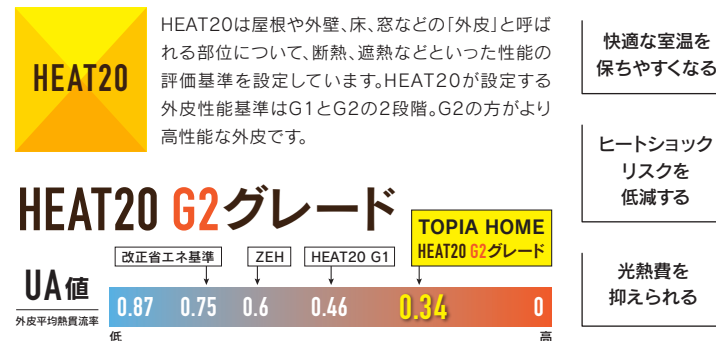 HEAT20
HEAT20は屋根や外壁、床、窓などの「外皮」と呼ば
れる部位について、断熱、遮熱などといった性能の
評価基準を設定しています。HEAT20が設定する
外皮性能基準はG1とG2の2段階。G2の方がより
高性能な外皮です。
快適な室温を
保ちやすくなる
ヒートショック
リスクを
低減する
光熱費を
抑えられる
HEAT20 G2グレード
TOPIA HOME
HEAT20 G2グレード
改正省エネ基準 ZEH HEAT20 G1
UA値
外皮平均熱貫流率
0.87 0.75 0.6 0.46 0.34 0
低 高